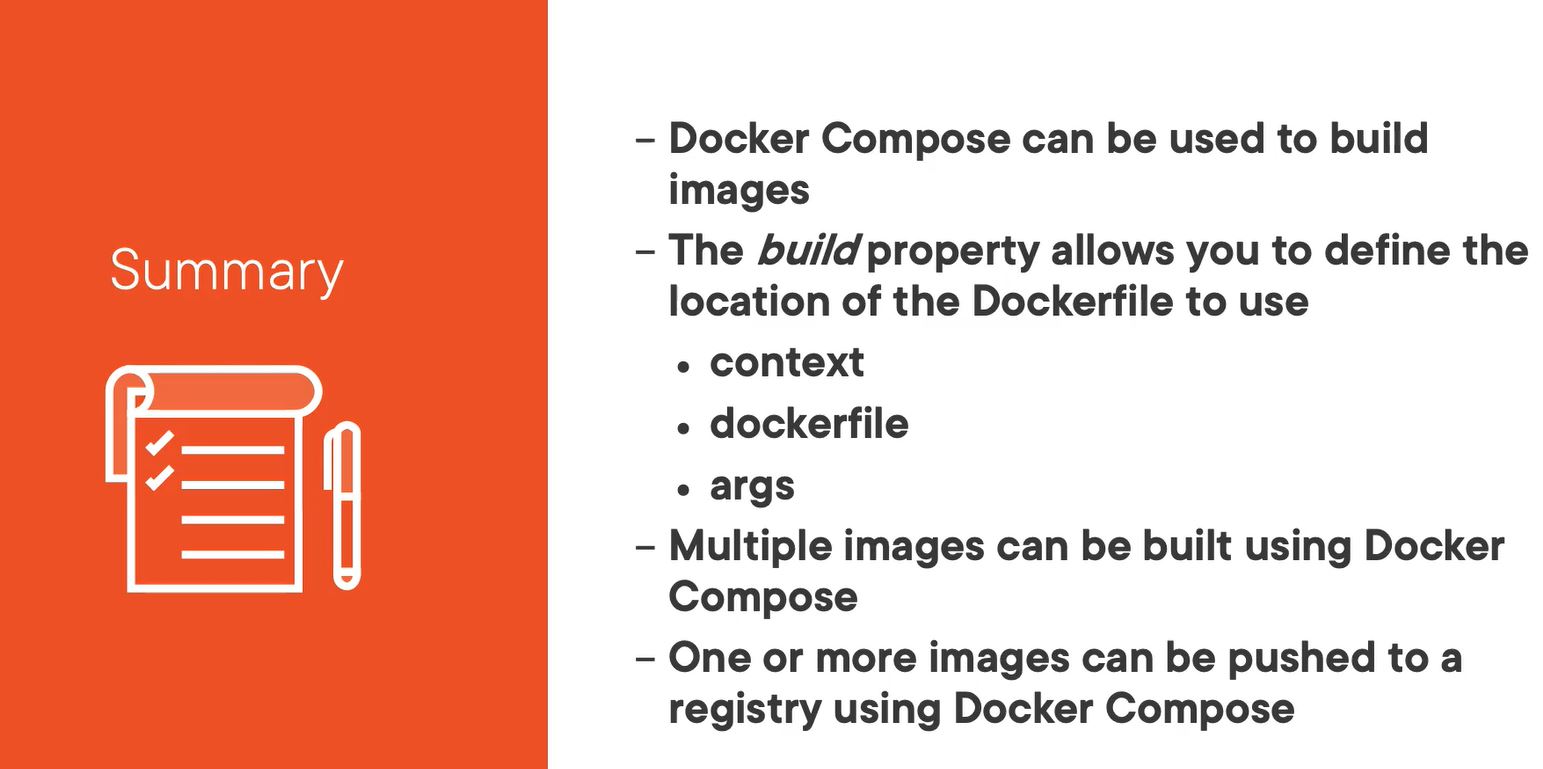 Summary
– Docker Compose can be used to build
images
– The build property allows you to define the
location of the Dockerfile to use
• context
• dockerfile
• args
– Multiple images can be built using Docker
Compose
– One or more images can be pushed to a
registry using Docker Compose